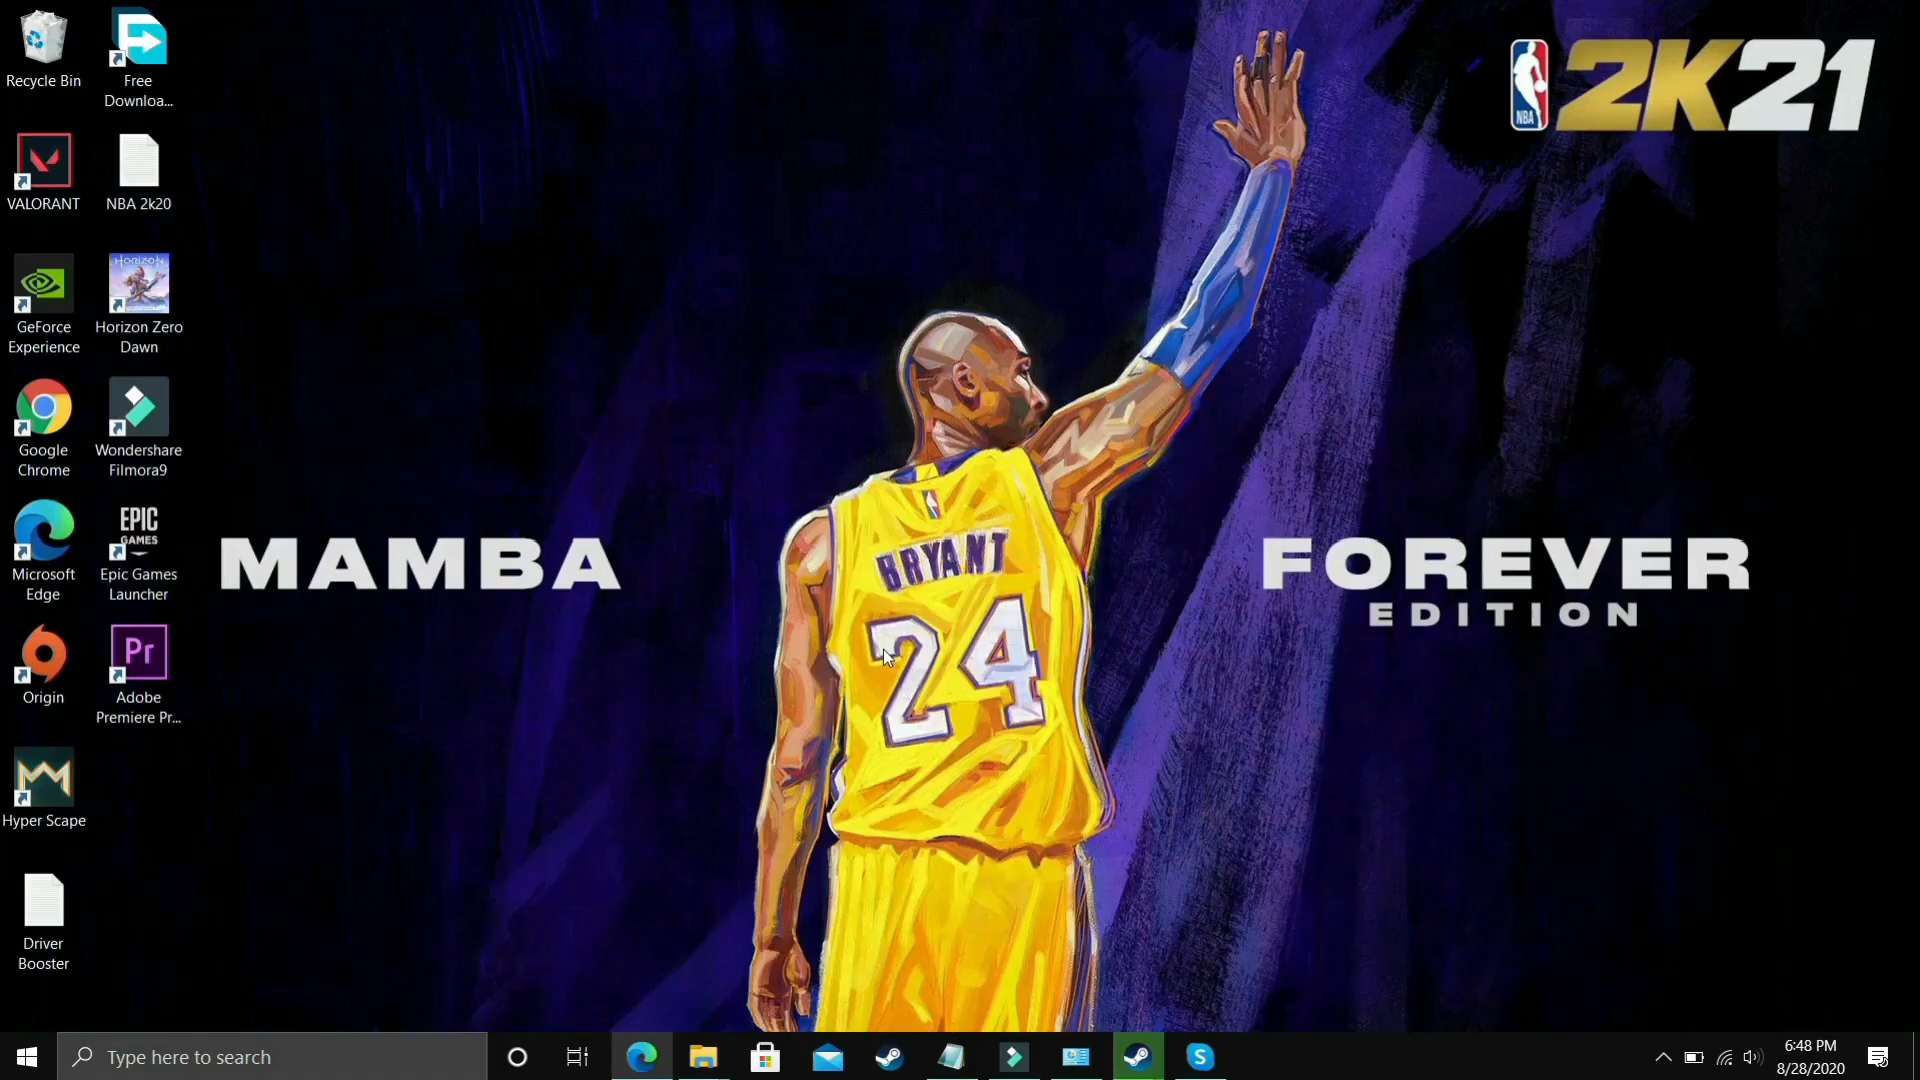 Recycle Bin
Free
Downloa...
VALORANT
NBA 2k20
GeForce
Experience
HORIZON
Horizon Zero
Dawn
Google
Chrome
Wondershare
Filmora9
Microsoft
Edge
EPIC
GAMES
Epic Games
Launcher
Origin
Pr
Adobe
Premiere Pr...
Hyper Scape
Driver
Booster
NBA
2K21
MAMBA
FOREVER
EDITION
BRYANT
24
Type here to search
S
6:48 PM
8/28/2020